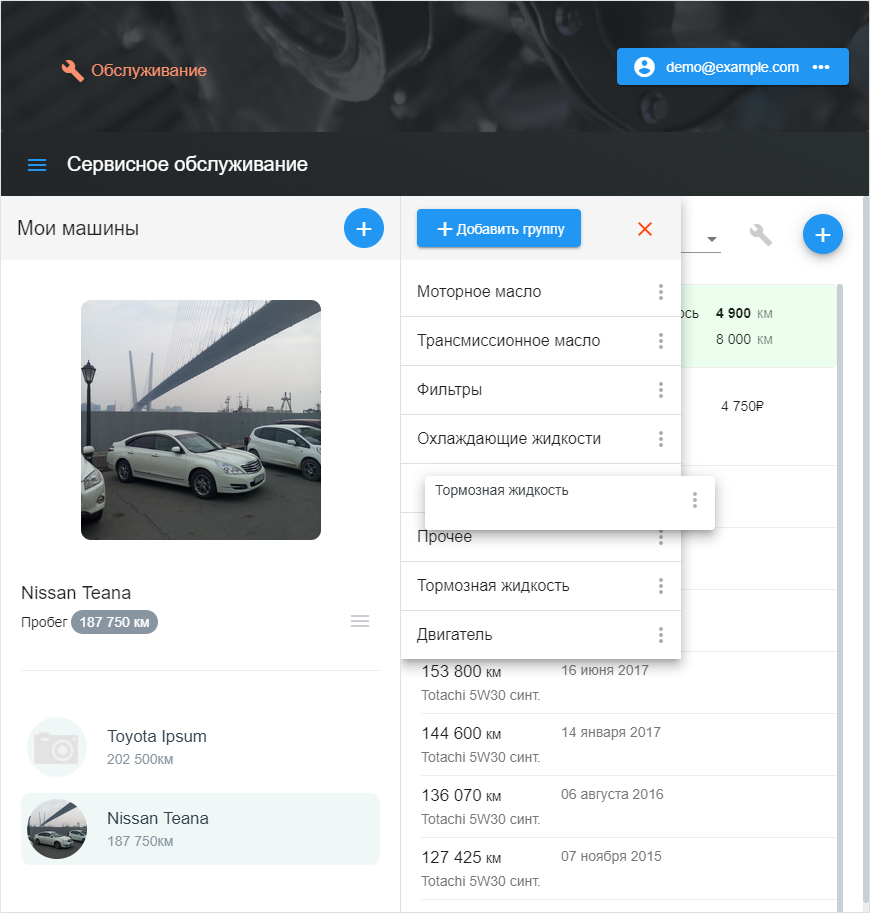 Обслуживание
demo@example.com
Сервисное обслуживание
Мои машины
Добавить группу
Nissan Teana
Пробег 187 750 км
Toyota Ipsum
202 500км
Nissan Teana
187 750км
Моторное масло
Трансмиссионное масло
Фильтры
Охлаждающие жидкости
Тормозная жидкость
Прочее
Тормозная жидкость
Двигатель
ось 4 900 км
8 000 км
4 750₽
153 800 км 16 июня 2017
Totachi 5W30 синт.
144 600 км 14 января 2017
Totachi 5W30 синт.
136 070 км 06 августа 2016
Totachi 5W30 синт.
127 425 км 07 ноября 2015
Totachi 5W30 синт.